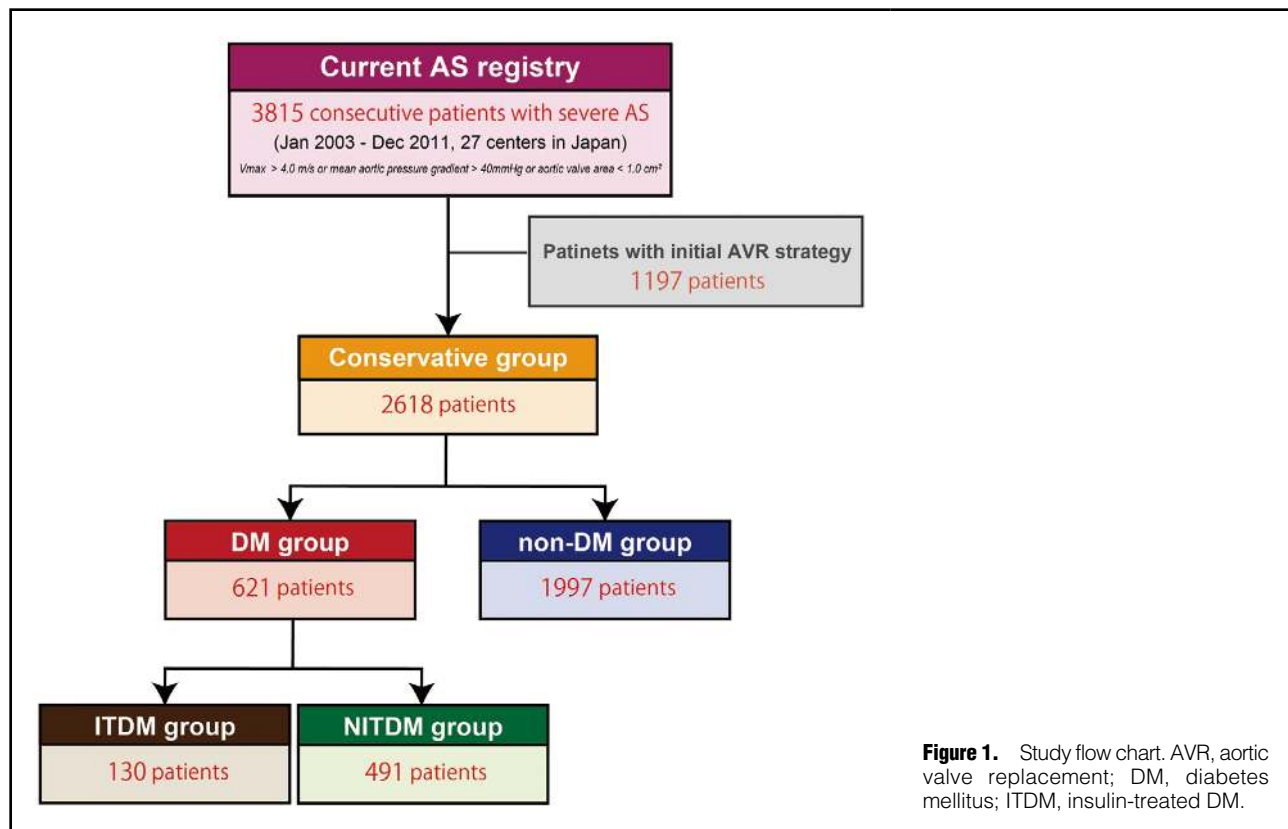 Current AS registry
3815 consecutive patients with severe AS
(Jan 2003 - Dec 2011, 27 centers in Japan)
Vmax > 4.0 m/s or mean aortic pressure gradient > 40mmHg or aortic valve area < 1.0 cm²
Patinets with initial AVR strategy
1197 patients
Conservative group
2618 patients
DM group
621 patients
non-DM group
1997 patients
ITDM group
130 patients
NITDM group
491 patients
Figure 1. Study flow chart. AVR, aortic
valve replacement; DM, diabetes
mellitus; ITDM, insulin-treated DM.